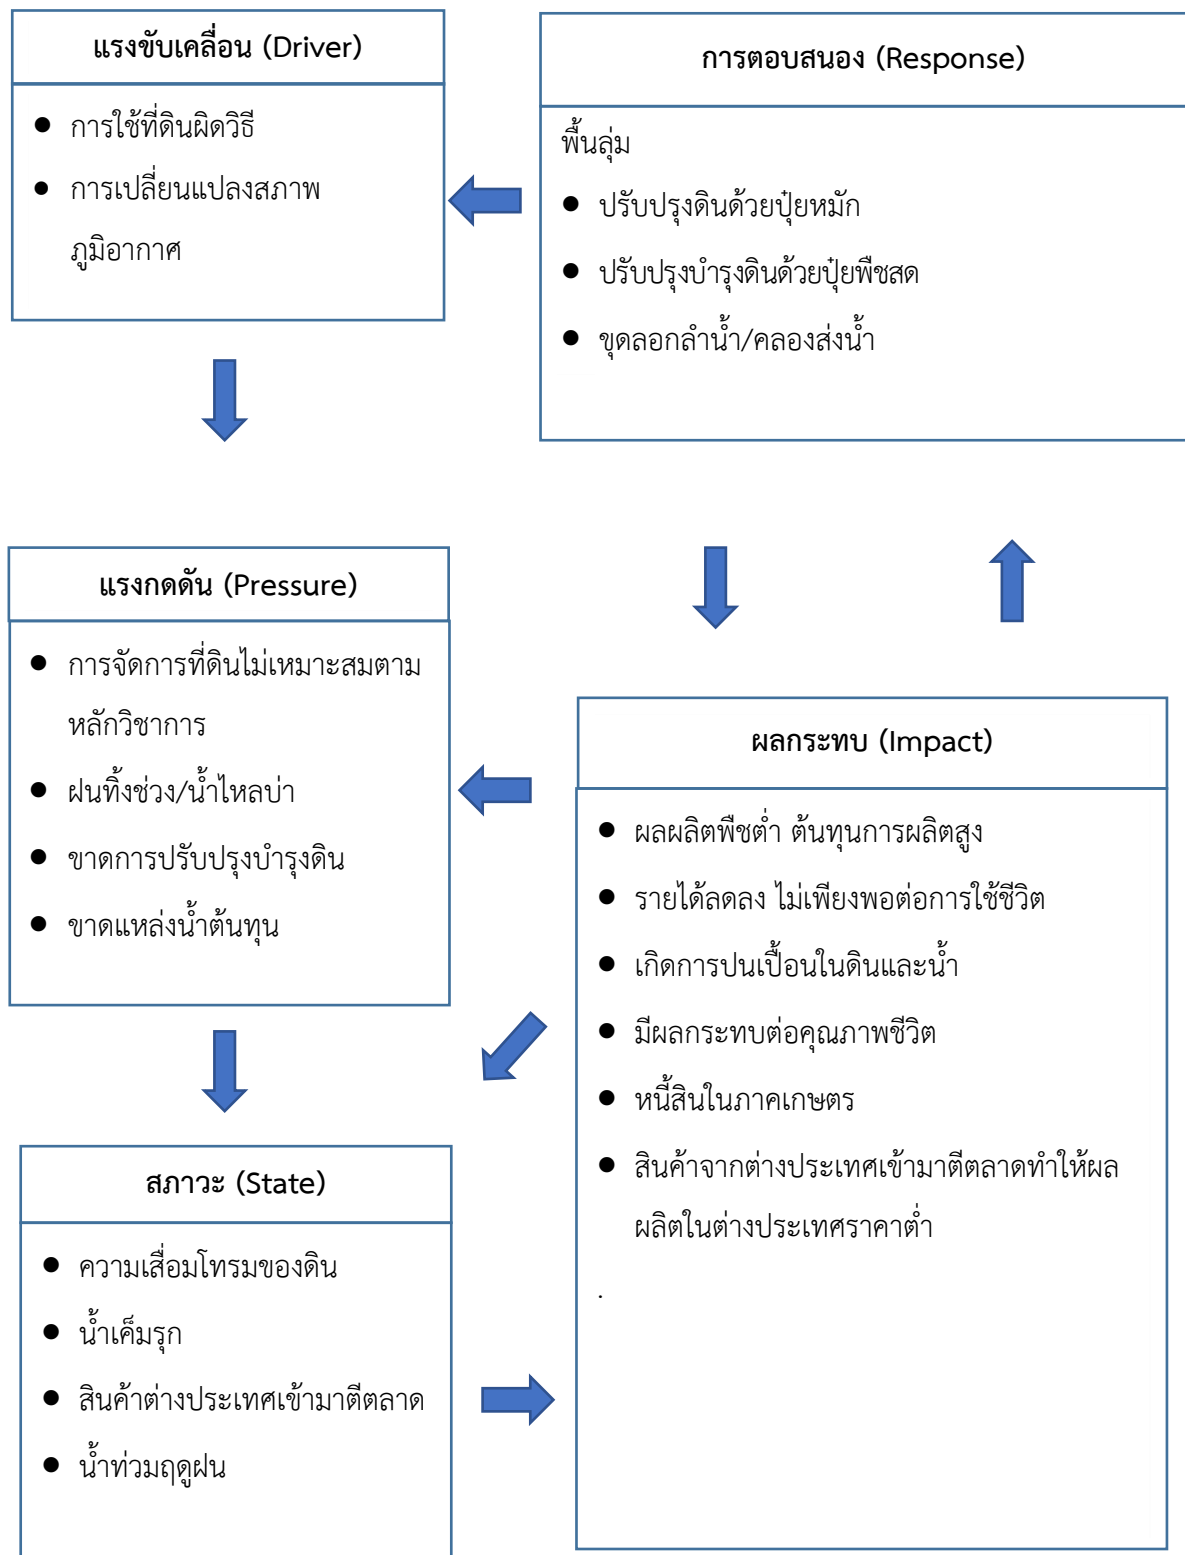 แรงขับเคลื่อน (Driver)
• การใช้ที่ดินผิดวิธี
• การเปลี่ยนแปลงสภาพ
ภูมิอากาศ
การตอบสนอง (Response)
พื้นลุ่ม
• ปรับปรุงดินด้วยปุ๋ยหมัก
• ปรับปรุงบำรุงดินด้วยปุ๋ยพืชสด
• ขุดลอกลำน้ำ/คลองส่งน้ำ
แรงกดดัน (Pressure)
• การจัดการที่ดินไม่เหมาะสมตาม
หลักวิชาการ
• ฝนทิ้งช่วง/น้ำไหลบ่า
• ขาดการปรับปรุงบำรุงดิน
• ขาดแหล่งน้ำต้นทุน
ผลกระทบ (Impact)
• ผลผลิตพืชต่ำ ต้นทุนการผลิตสูง
• รายได้ลดลง ไม่เพียงพอต่อการใช้ชีวิต
• เกิดการปนเปื้อนในดินและน้ำ
• มีผลกระทบต่อคุณภาพชีวิต
• หนี้สินในภาคเกษตร
• สินค้าจากต่างประเทศเข้ามาตีตลาดทำให้ผล
ผลิตในต่างประเทศราคาต่ำ
.
สภาวะ (State)
• ความเสื่อมโทรมของดิน
• น้ำเค็มรุก
• สินค้าต่างประเทศเข้ามาตีตลาด
• น้ำท่วมฤดูฝน